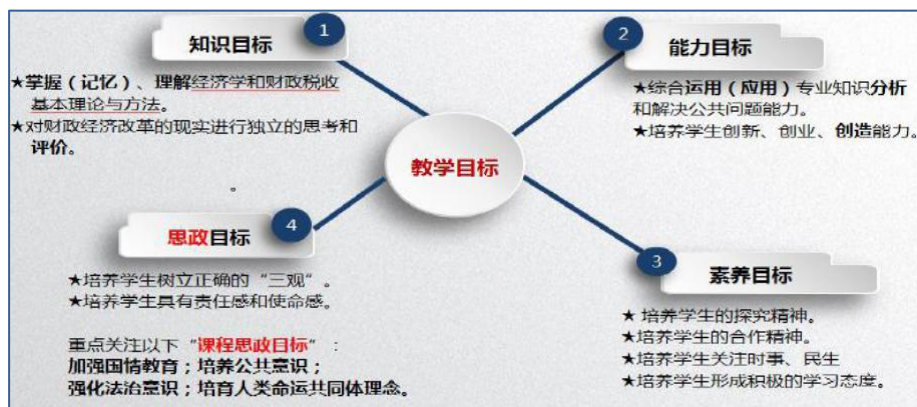 知识目标
1
★掌握（记忆）、理解经济学和财政税收
基本理论与方法。
★对财政经济改革的现实进行独立的思考和
评价。
。
2
能力目标
★综合运用（应用）专业知识分析
和解决公共问题能力。
★培养学生创新、创业、创造能力。
教学目标
思政目标
4
★培养学生树立正确的“三观”。
★培养学生具有责任感和使命感。
重点关注以下“课程思政目标”：
加强国情教育；培养公共意识；
强化法治意识；培育人类命运共同体理念。
3
素养目标
★ 培养学生的探究精神。
★培养学生的合作精神。
★培养学生关注时事、民生
★培养学生形成积极的学习态度。